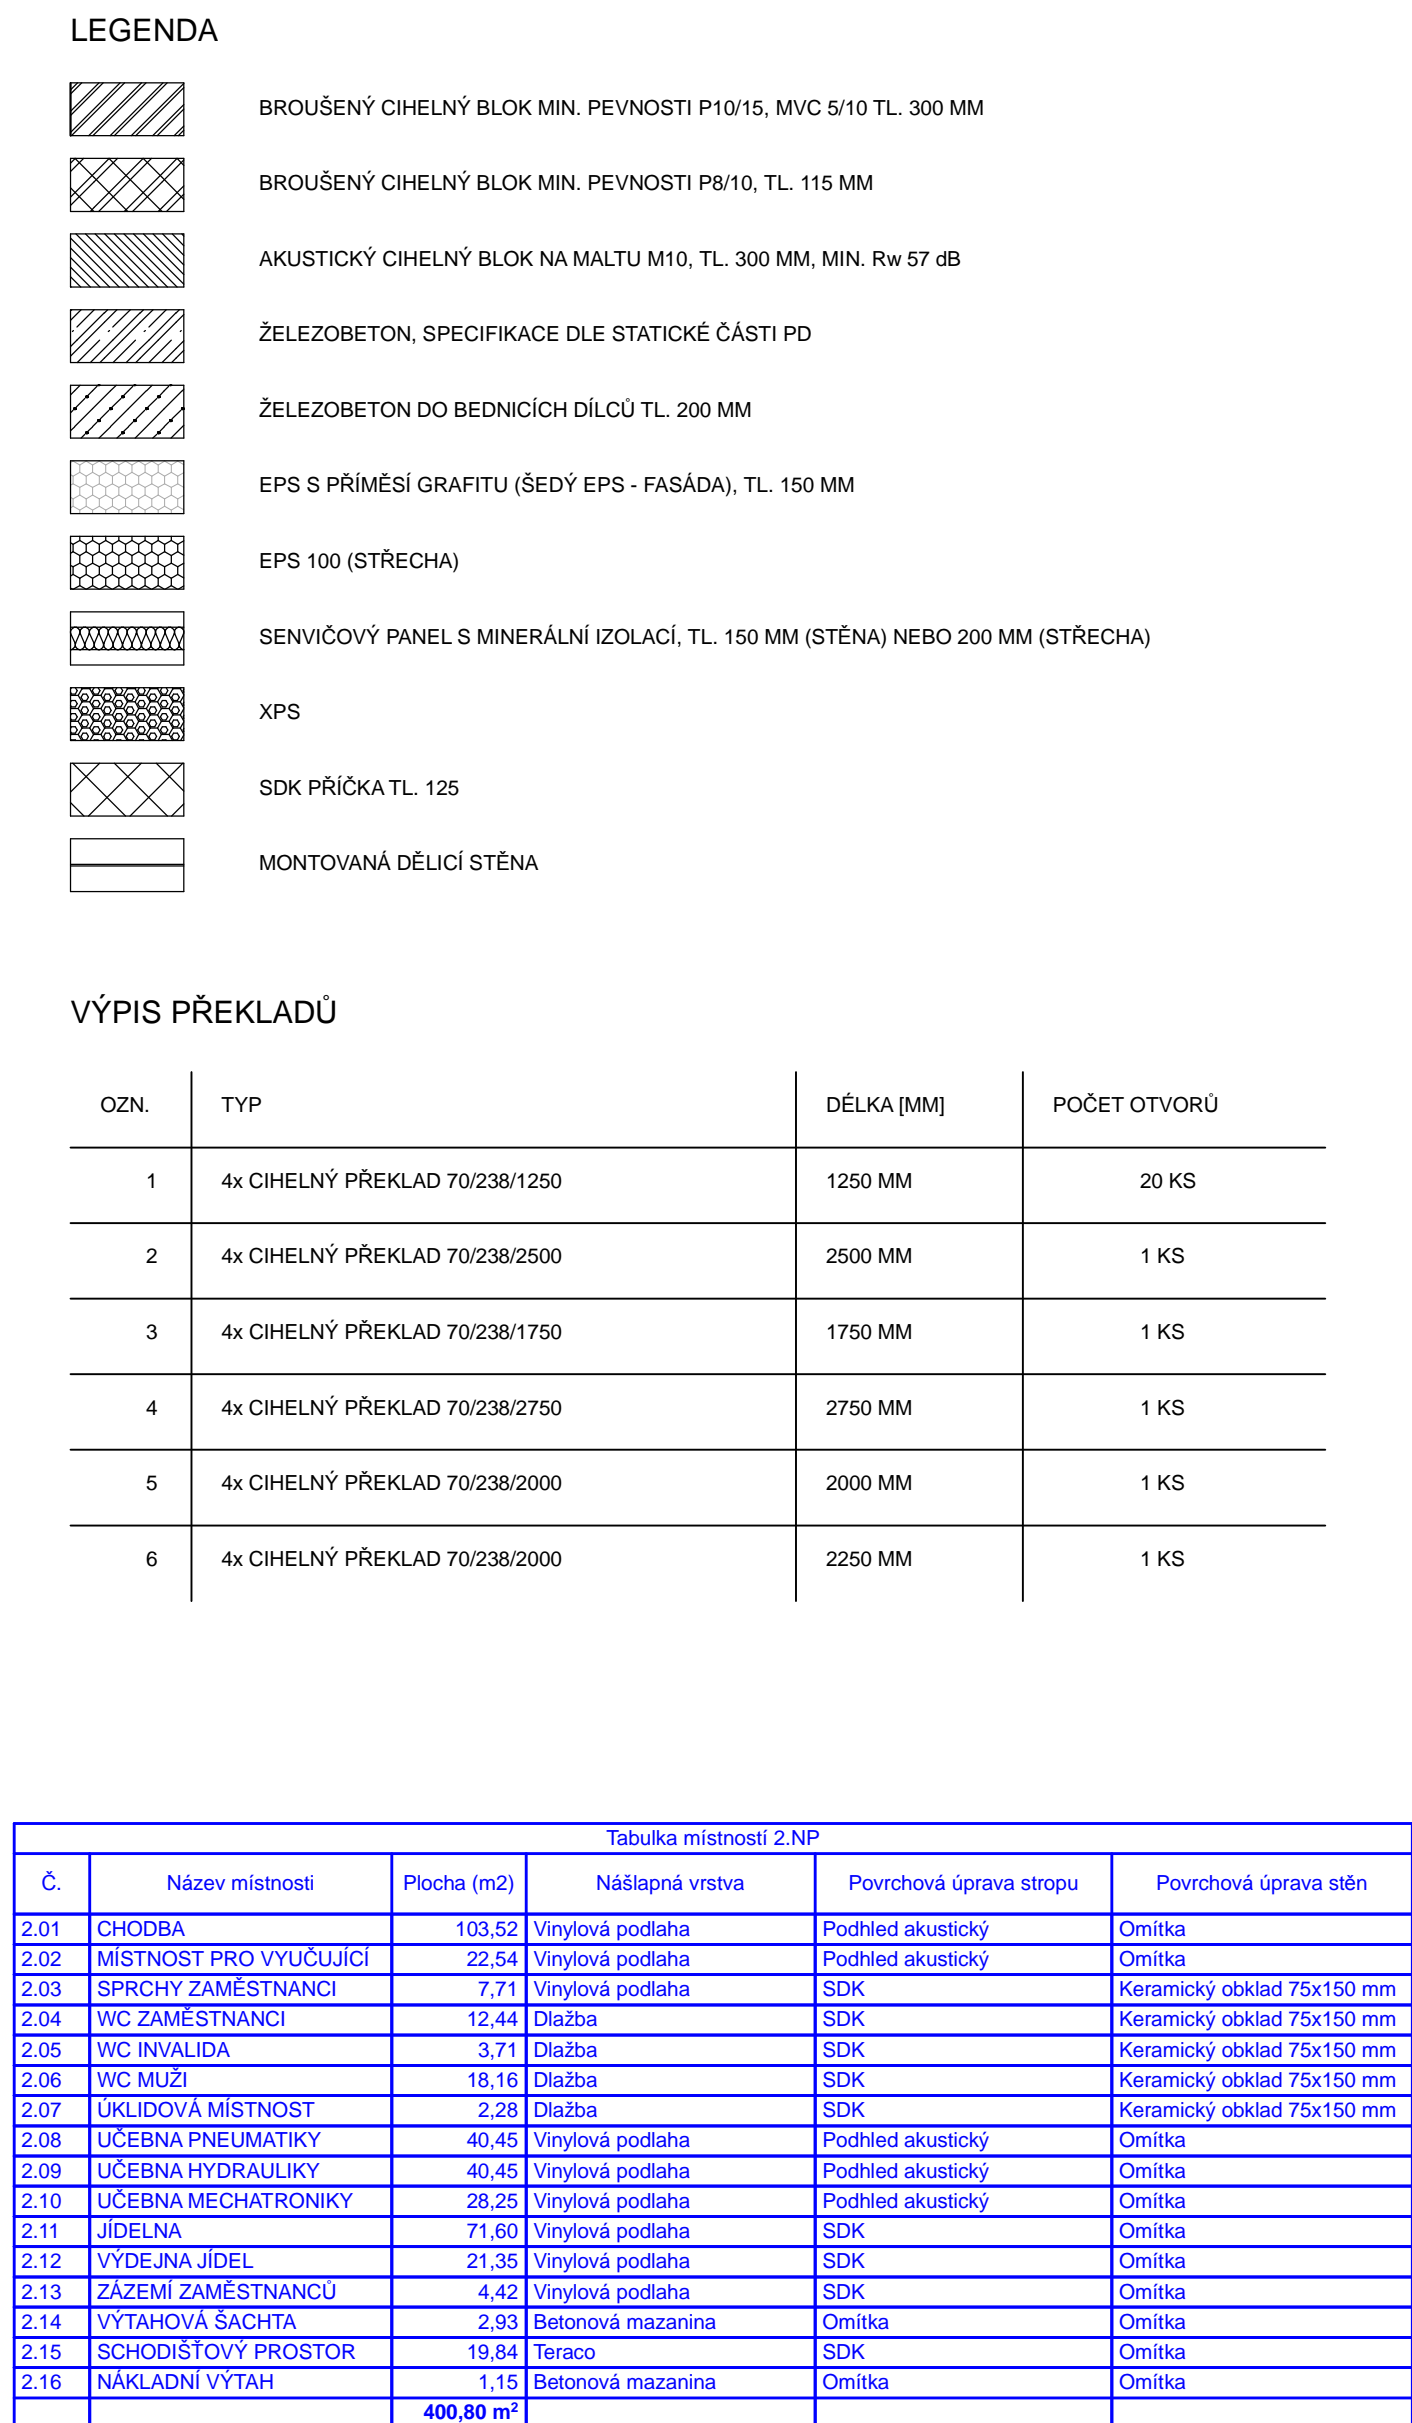 LEGENDA
BROUŠENÝ CIHELNÝ BLOK MIN. PEVNOSTI P10/15, MVC 5/10 TL. 300 MM
BROUŠENÝ CIHELNÝ BLOK MIN. PEVNOSTI P8/10, TL. 115 MM
AKUSTICKÝ CIHELNÝ BLOK NA MALTU M10, TL. 300 MM, MIN. Rw 57 dB
ŽELEZOBETON, SPECIFIKACE DLE STATICKÉ ČÁSTI PD
ŽELEZOBETON DO BEDNICÍCH DÍLCŮ TL. 200 MM
EPS S PŘÍMĚSÍ GRAFITU (ŠEDÝ EPS - FASÁDA), TL. 150 MM
EPS 100 (STŘECHA)
SENVIČOVÝ PANEL S MINERÁLNÍ IZOLACÍ, TL. 150 MM (STĚNA) NEBO 200 MM (STŘECHA)
XPS
SDK PŘÍČKA TL. 125
MONTOVANÁ DĚLICÍ STĚNA
VÝPIS PŘEKLADŮ
OZN. TYP DÉLKA [MM] POČET OTVORŮ
1 4x CIHELNÝ PŘEKLAD 70/238/1250 1250 MM 20 KS
2 4x CIHELNÝ PŘEKLAD 70/238/2500 2500 MM 1 KS
3 4x CIHELNÝ PŘEKLAD 70/238/1750 1750 MM 1 KS
4 4x CIHELNÝ PŘEKLAD 70/238/2750 2750 MM 1 KS
5 4x CIHELNÝ PŘEKLAD 70/238/2000 2000 MM 1 KS
6 4x CIHELNÝ PŘEKLAD 70/238/2000 2250 MM 1 KS
Tabulka místností 2.NP
Č. Název místnosti Plocha (m2) Nášlapná vrstva Povrchová úprava stropu Povrchová úprava stěn
2.01 CHODBA 103,52 Vinylová podlaha Podhled akustický Omítka
2.02 MÍSTNOST PRO VYUČUJÍCÍ 22,54 Vinylová podlaha Podhled akustický Omítka
2.03 SPRCHY ZAMĚSTNANCI 7,71 Vinylová podlaha SDK Keramický obklad 75x150 mm
2.04 WC ZAMĚSTNANCI 12,44 Dlažba SDK Keramický obklad 75x150 mm
2.05 WC INVALIDA 3,71 Dlažba SDK Keramický obklad 75x150 mm
2.06 WC MUŽI 18,16 Dlažba SDK Keramický obklad 75x150 mm
2.07 ÚKLIDOVÁ MÍSTNOST 2,28 Dlažba SDK Keramický obklad 75x150 mm
2.08 UČEBNA PNEUMATIKY 40,45 Vinylová podlaha Podhled akustický Omítka
2.09 UČEBNA HYDRAULIKY 40,45 Vinylová podlaha Podhled akustický Omítka
2.10 UČEBNA MECHATRONIKY 28,25 Vinylová podlaha Podhled akustický Omítka
2.11 JÍDELNA 71,60 Vinylová podlaha SDK Omítka
2.12 VÝDEJNA JÍDEL 21,35 Vinylová podlaha SDK Omítka
2.13 ZÁZEMÍ ZAMĚSTNANCŮ 4,42 Vinylová podlaha SDK Omítka
2.14 VÝTAHOVÁ ŠACHTA 2,93 Betonová mazanina Omítka Omítka
2.15 SCHODIŠŤOVÝ PROSTOR 19,84 Teraco SDK Omítka
2.16 NÁKLADNÍ VÝTAH 1,15 Betonová mazanina Omítka Omítka
400,80 m²